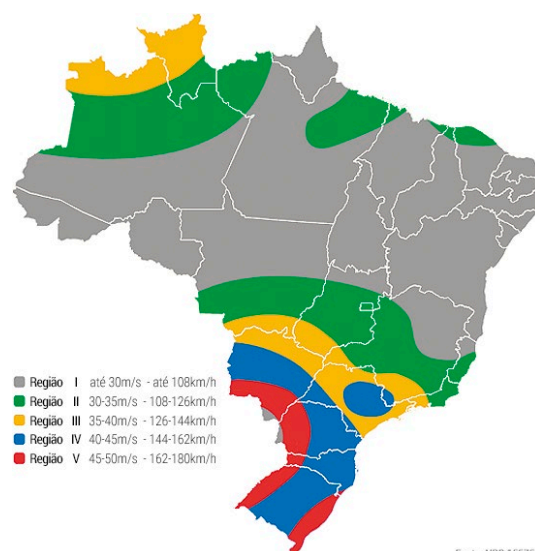 Região I até 30m/s - até 108km/h
Região II 30-35m/s - 108-126km/h
Região III 35-40m/s - 126-144km/h
Região IV 40-45m/s - 144-162km/h
Região V 45-50m/s - 162-180km/h